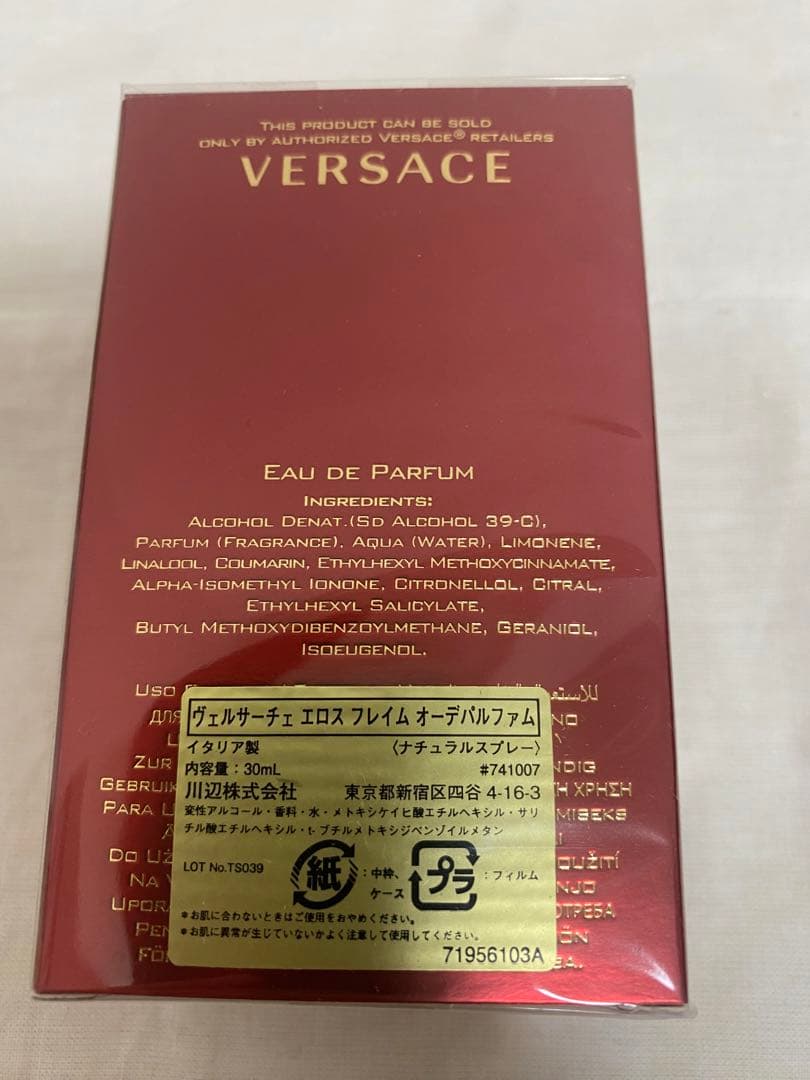 THIS PRODUCT CAN BE SOLD
ONLY BY AUTHORIZED VERSACE® RETAILERS
VERSACE
EAU DE PARFUM
INGREDIENTS:
ALCOHOL DENAT.(SD ALCOHOL 39-C),
PARFUM (FRAGRANCE), AQUA (WATER), LIMONENE,
LINALOOL, COUMARIN, ETHYLHEXYL METHOXYCINNAMATE,
ALPHA-ISOMETHYL IONONE, CITRONELLOL, CITRAL,
ETHYLHEXYL SALICYLATE,
BUTYL METHOXYDIBENZOYLMETHANE, GERANIOL,
ISOEUGENOL.
USO
ZUR
PARA
DO
NA
ヴェルサーチェ エロス フレイム オーデパルファム
イタリア製 〈ナチュラルスプレー〉
内容量:30mL #741007
川辺株式会社 東京都新宿区四谷 4-16-3
変性アルコール・香料・水・メトキシケイヒ酸エチルヘキシル・サリ
チル酸エチルヘキシル・t-ブチルメトキシジベンゾイルメタン
LOT No.TS039 紙 :中枠、ケース プラ :フィルム
*お肌に合わないときはご使用をおやめください。
*お肌に異常が生じていないかよく注意して使用してください。
71956103A